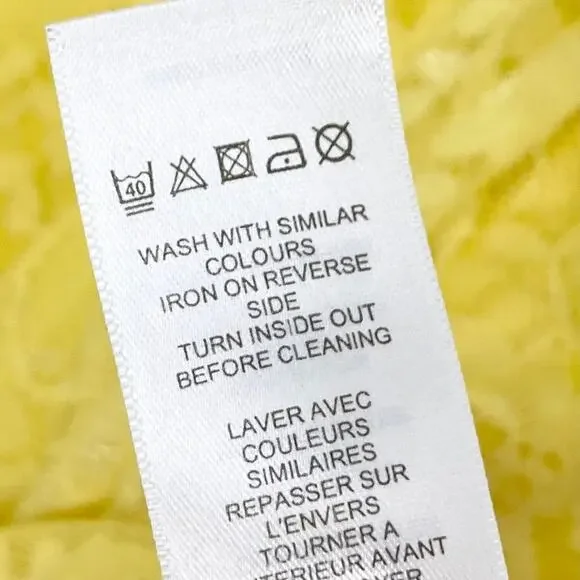 40
WASH WITH SIMILAR
COLOURS
IRON ON REVERSE
SIDE
TURN INSIDE OUT
BEFORE CLEANING
LAVER AVEC
COULEURS
SIMILAIRES
REPASSER SUR
L'ENVERS
TOURNER A
AVANT